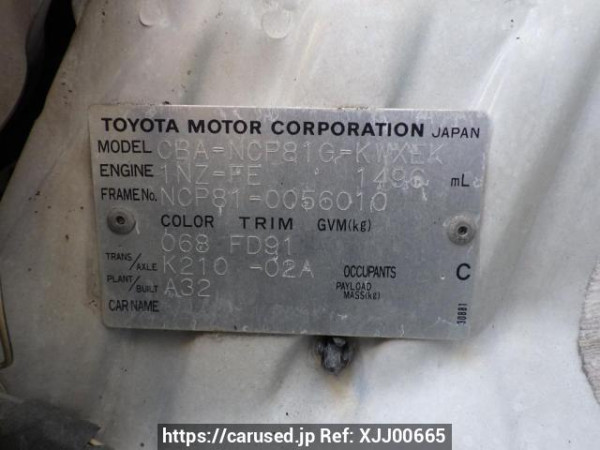 TOYOTA MOTOR CORPORATION JAPAN
MODEL CBA-NCP81G-KWXEK
ENGINE 1NZ-FE 1496 mL
FRAME No. NCP81-0056010
COLOR TRIM GVM(kg)
068 FD91
TRANS/AXLE K210 -02A OCCUPANTS C
PLANT/BUILT A32 PAYLOAD MASS(kg)
CAR NAME
30881
https://carused.jp Ref: XJJ00665